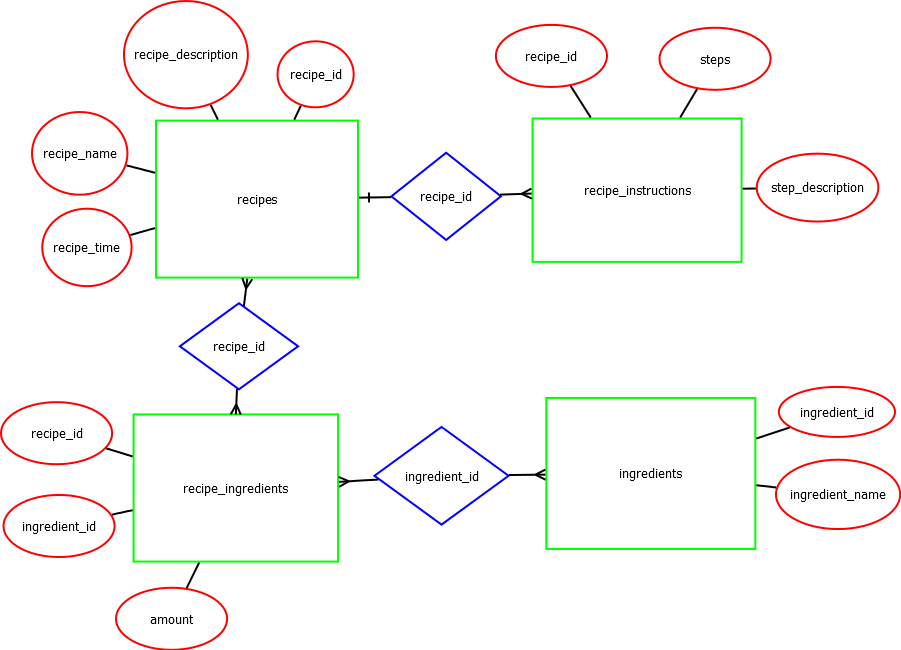 recipe_description
recipe_id
recipe_id
steps
recipe_name
recipes
recipe_id
recipe_instructions
step_description
recipe_time
recipe_id
recipe_id
ingredient_id
recipe_ingredients
ingredient_id
ingredients
ingredient_id
ingredient_name
amount